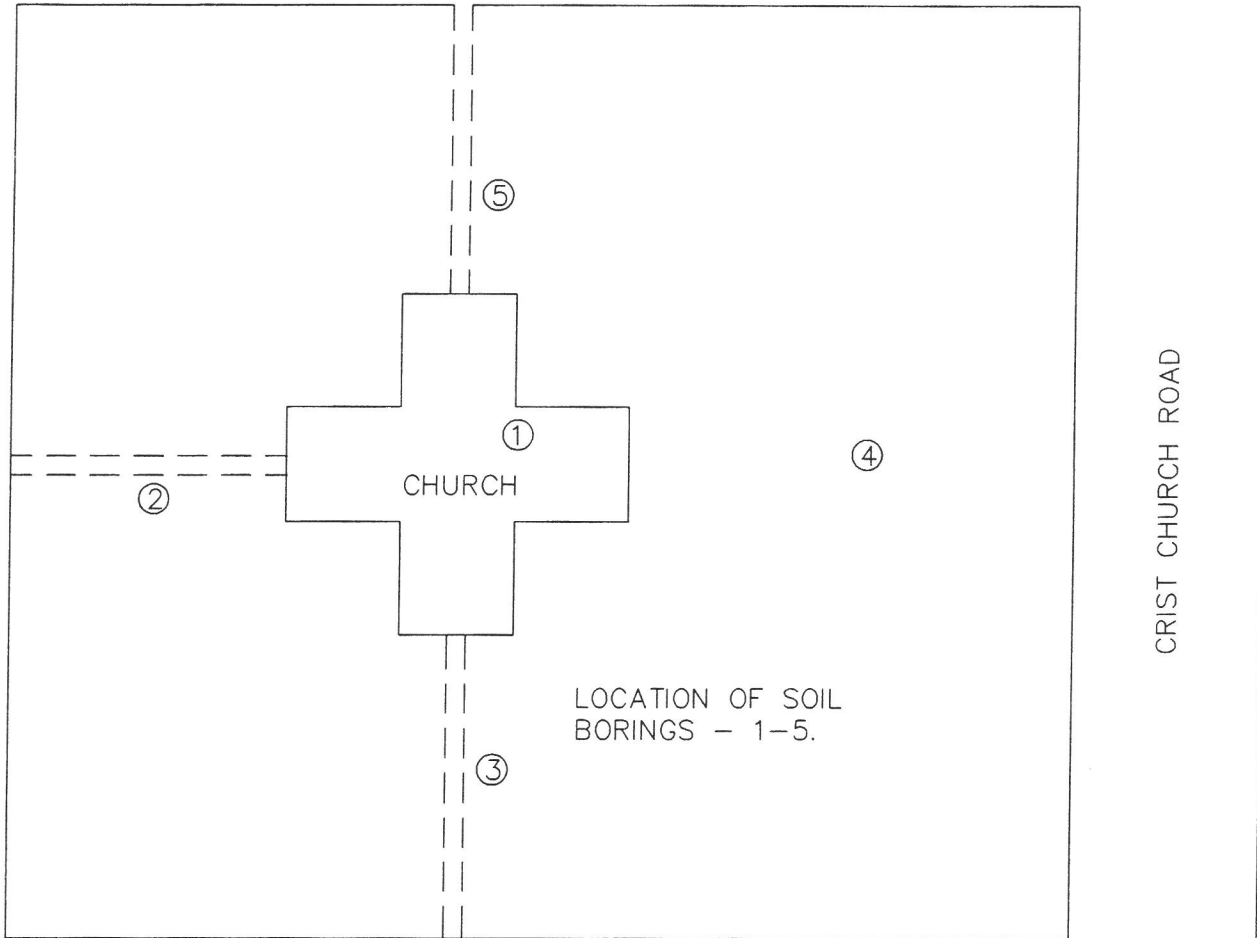 ⑤
①
④
CHURCH
②
LOCATION OF SOIL
BORINGS – 1–5.
③
CRIST CHURCH ROAD